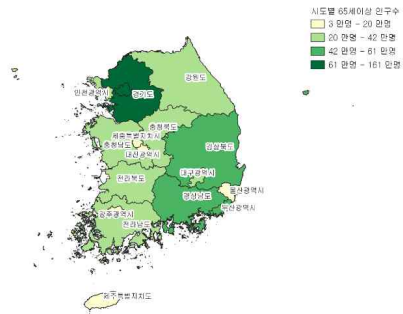 시도별 65세이상 인구수
3 만명 - 20 만명
20 만명 - 42 만명
42 만명 - 61 만명
61 만명 - 161 만명
강원도
인천광역시
경기도
충청북도
세종특별자치시
충청남도
대전광역시
경상북도
전라북도
대구광역시
울산광역시
경상남도
부산광역시
광주광역시
전라남도
제주특별자치도